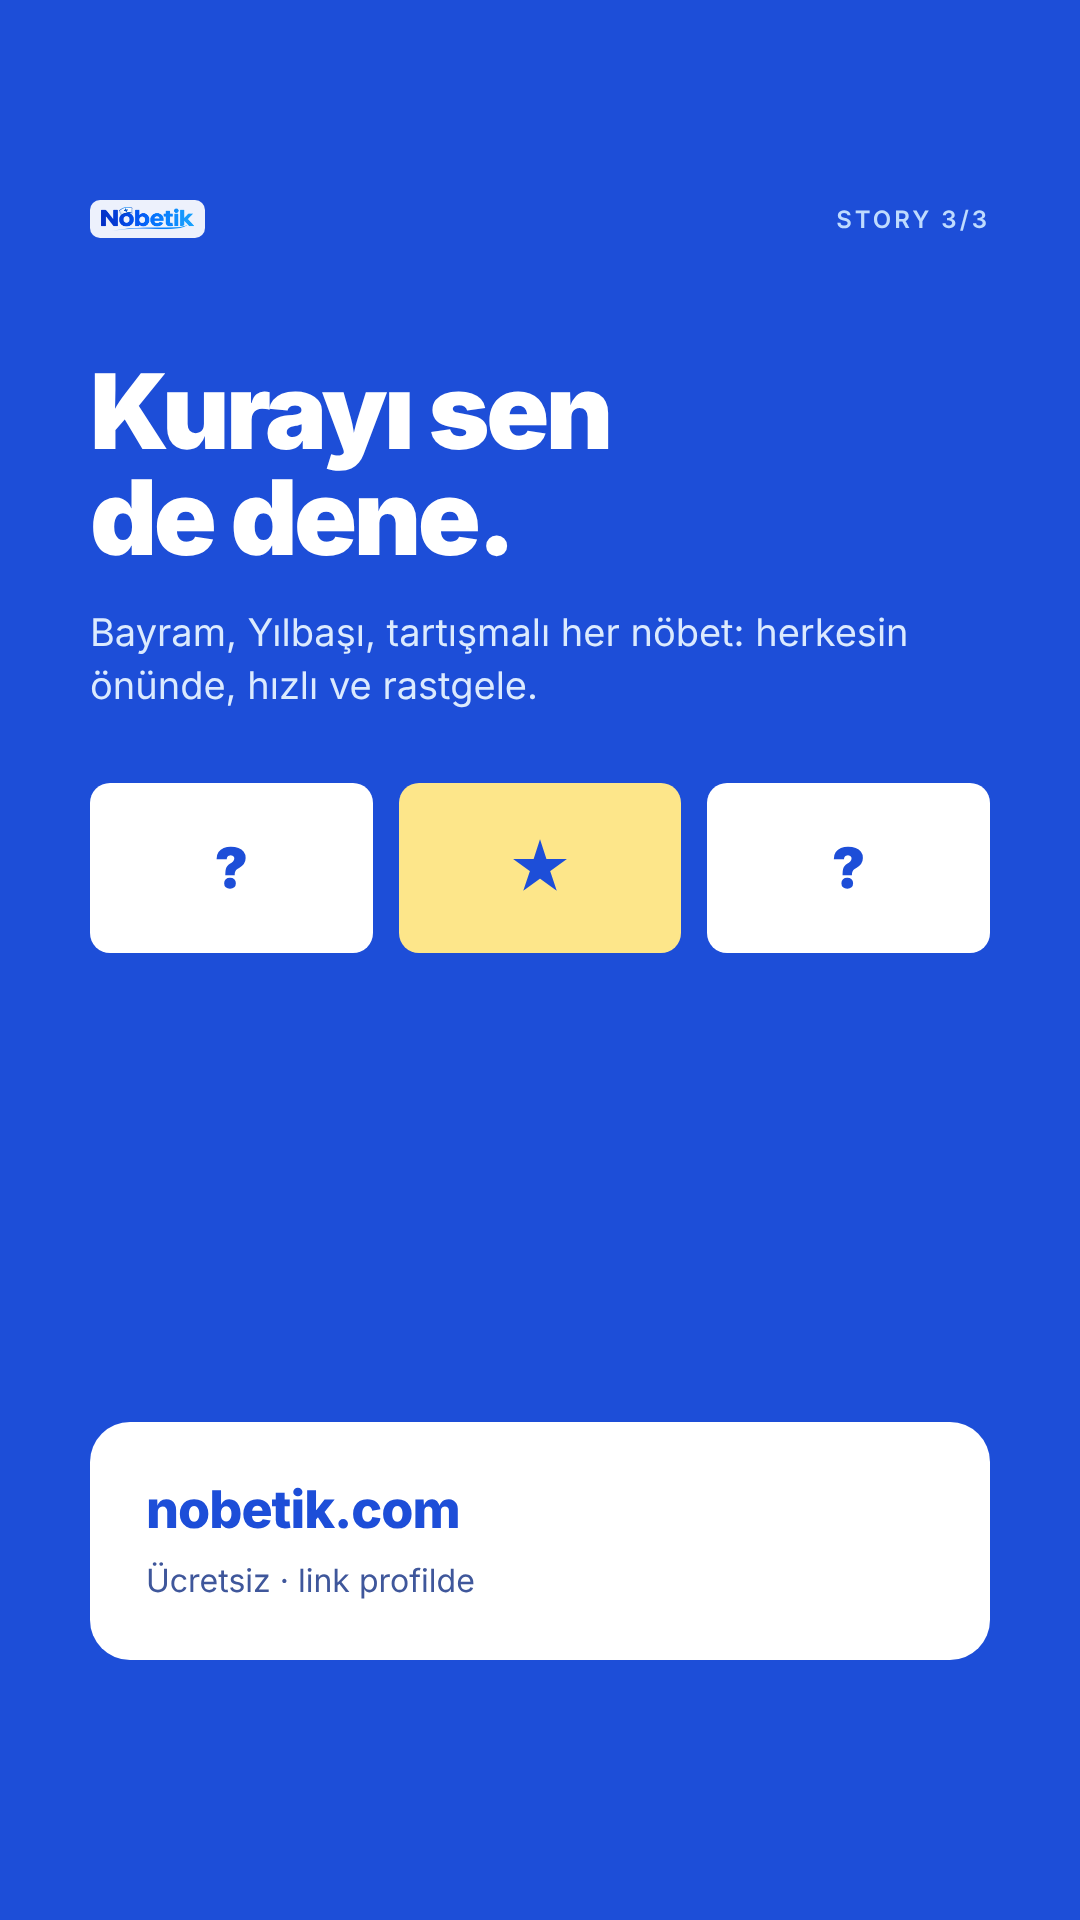 Nöbetik
STORY 3/3
Kurayı sen
de dene.
Bayram, Yılbaşı, tartışmalı her nöbet: herkesin
önünde, hızlı ve rastgele.
? ★ ?
nobetik.com
Ücretsiz · link profilde